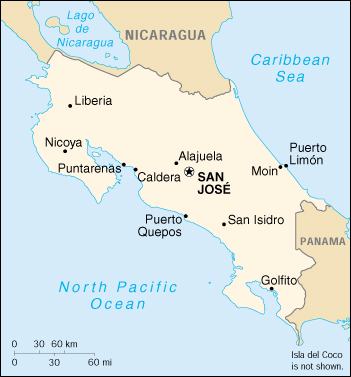 Lago de
Nicaragua
NICARAGUA
Caribbean
Sea
Liberia
Nicoya
Puntarenas
Caldera
Alajuela
SAN
JOSÉ
Moin
Puerto
Limón
Puerto
Quepos
San Isidro
PANAMA
Golfito
North Pacific
Ocean
0 30 60 km
0 30 60 mi
Isla del Coco
is not shown.